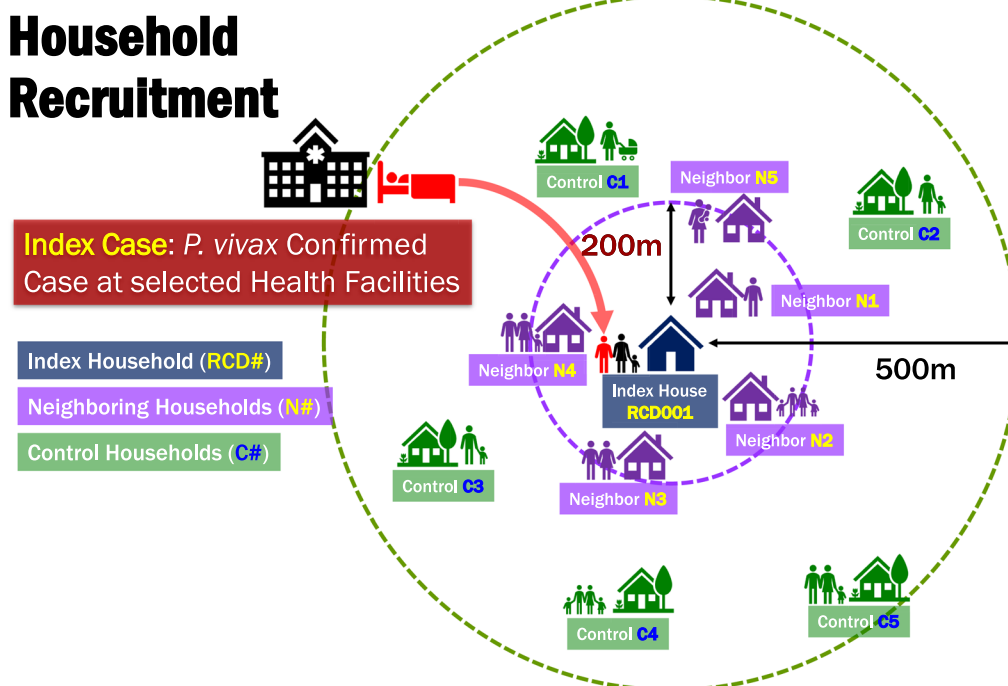 Household
Recruitment
Index Case: P. vivax Confirmed
Case at selected Health Facilities
Index Household (RCD#)
Neighboring Households (N#)
Control Households (C#)
Control C1
Neighbor N5
Control C2
200m
Neighbor N1
500m
Neighbor N4
Index House
RCD001
Neighbor N2
Control C3
Neighbor N3
Control C4
Control C5